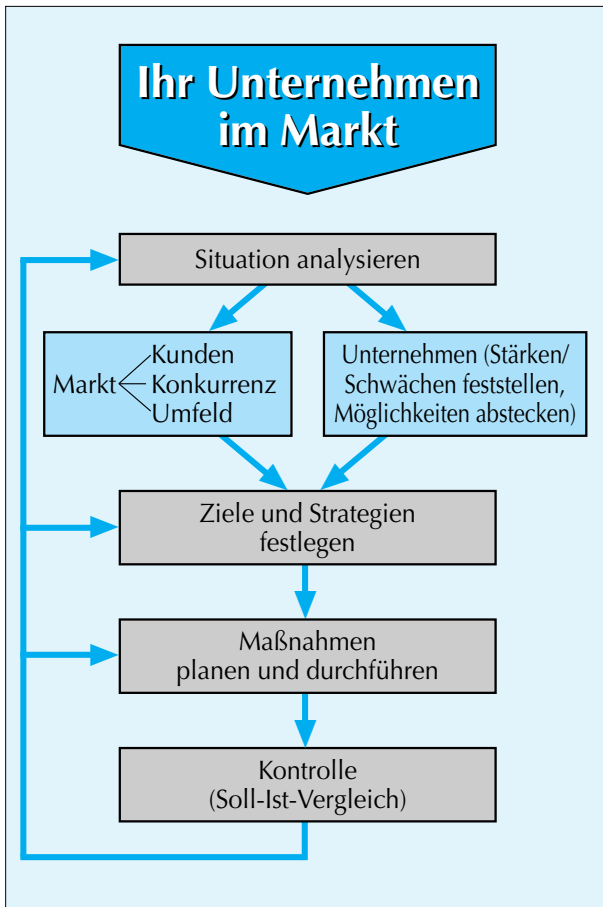 Ihr Unternehmen
im Markt
Situation analysieren
Kunden
Markt Konkurrenz
Umfeld
Unternehmen (Stärken/
Schwächen feststellen,
Möglichkeiten abstecken)
Ziele und Strategien
festlegen
Maßnahmen
planen und durchführen
Kontrolle
(Soll-Ist-Vergleich)